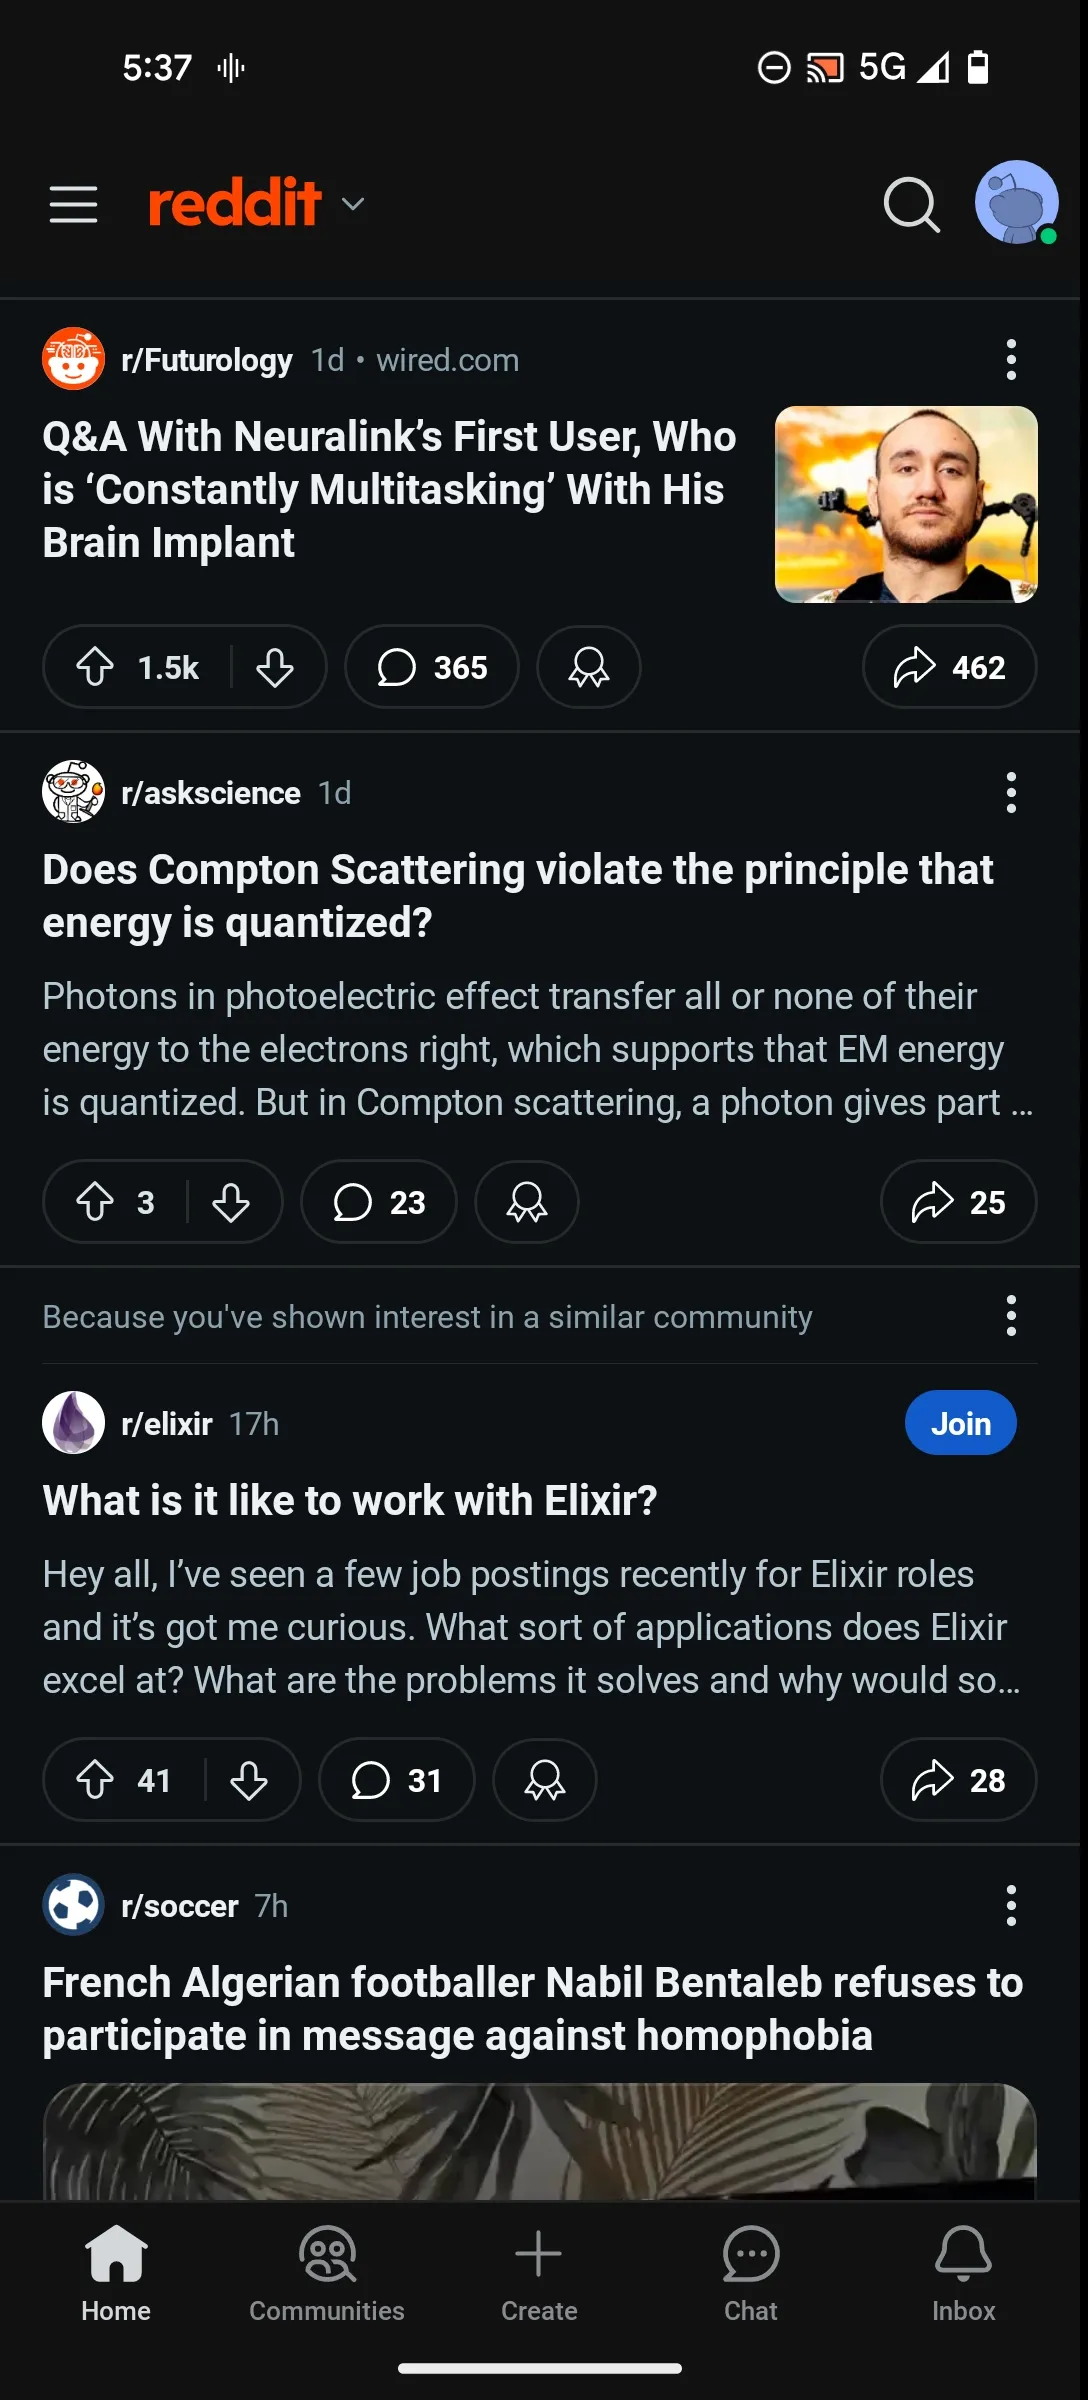 5:37
5G
reddit
r/Futurology 1d • wired.com
Q&A With Neuralink’s First User, Who
is ‘Constantly Multitasking’ With His
Brain Implant
1.5k 365 462
r/askscience 1d
Does Compton Scattering violate the principle that
energy is quantized?
Photons in photoelectric effect transfer all or none of their
energy to the electrons right, which supports that EM energy
is quantized. But in Compton scattering, a photon gives part ...
3 23 25
Because you've shown interest in a similar community
r/elixir 17h
Join
What is it like to work with Elixir?
Hey all, I’ve seen a few job postings recently for Elixir roles
and it’s got me curious. What sort of applications does Elixir
excel at? What are the problems it solves and why would so...
41 31 28
r/soccer 7h
French Algerian footballer Nabil Bentaleb refuses to
participate in message against homophobia
Home Communities Create Chat Inbox